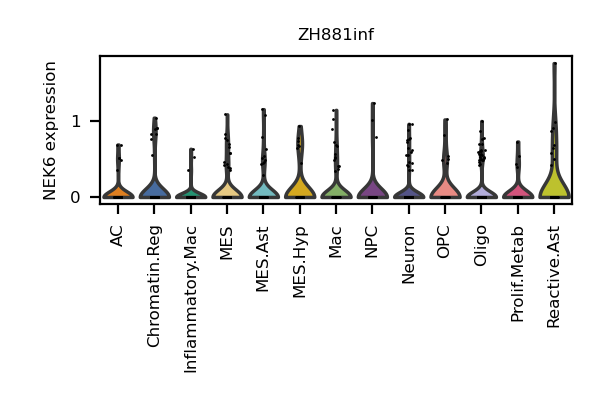 ZH881inf
NEK6 expression
1
0
AC
Chromatin.Reg
Inflammatory.Mac
MES
MES.Ast
MES.Hyp
Mac
NPC
Neuron
OPC
Oligo
Prolif.Metab
Reactive.Ast